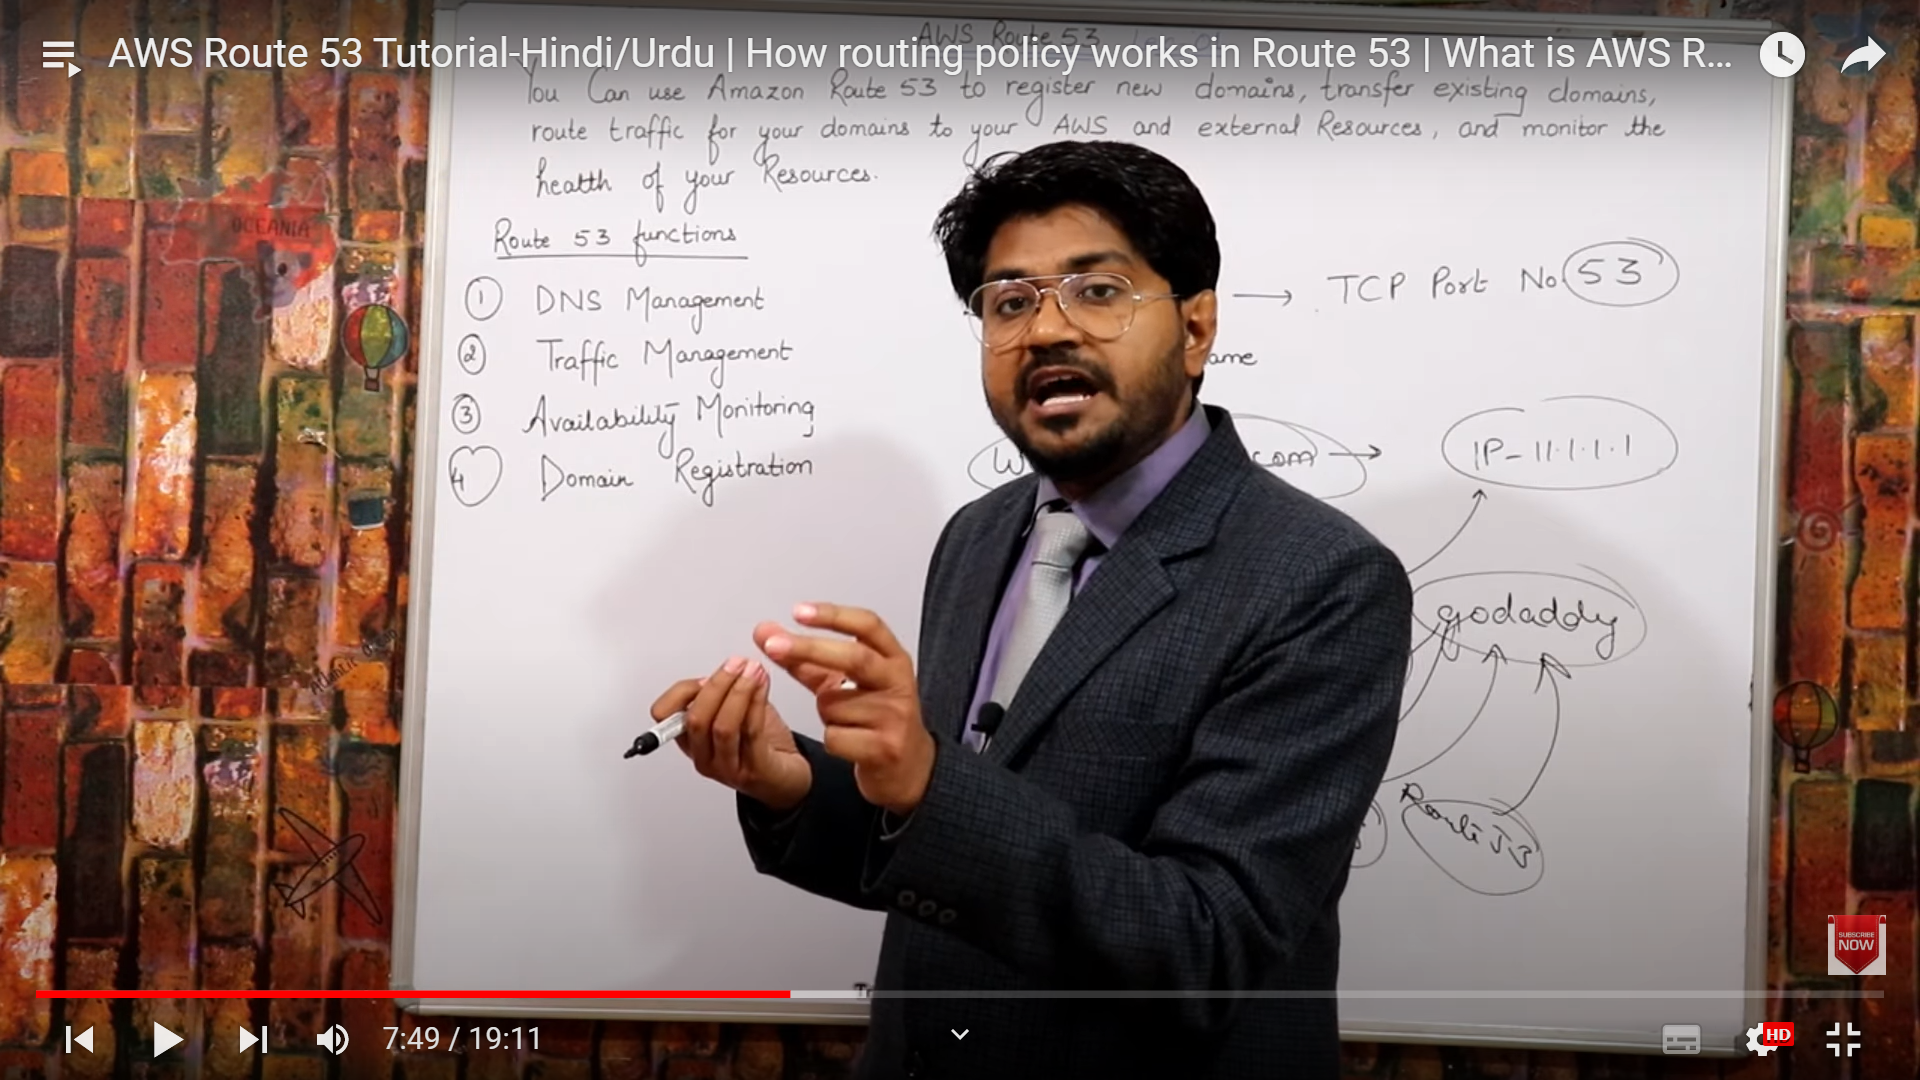 AWS Route 53 Tutorial-Hindi/Urdu | How routing policy works in Route 53 | What is AWS R...
AWS Route 53
You Can use Amazon Route 53 to register new domains, transfer existing domains,
route traffic for your domains to your AWS and external Resources, and monitor the
health of your Resources.
Route 53 functions
① DNS Management
② Traffic Management
③ Availability Monitoring
4 Domain Registration
→ TCP Port No. 53
ame
W
.com → IP-11.1.1.1
godaddy
Route 53
OCEANIA
Atlantic
SUBSCRIBE
NOW
7:49 / 19:11
HD